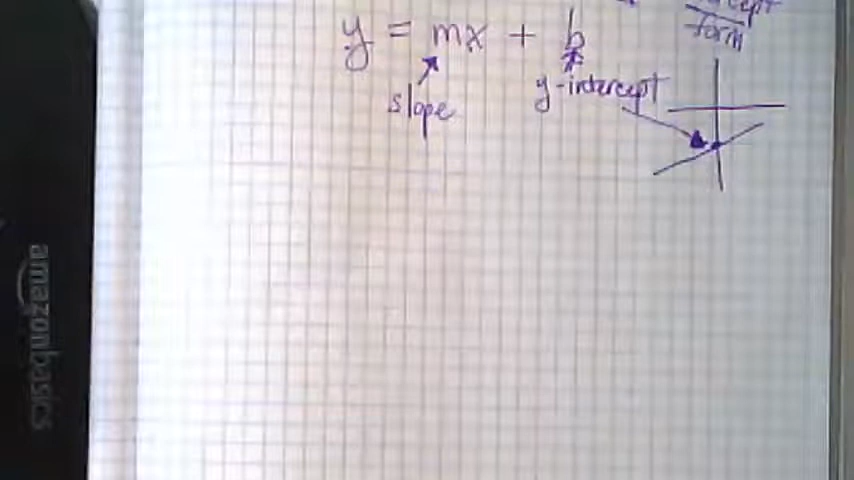 y = mx + b
form
slope
y-intercept
amazonbasics